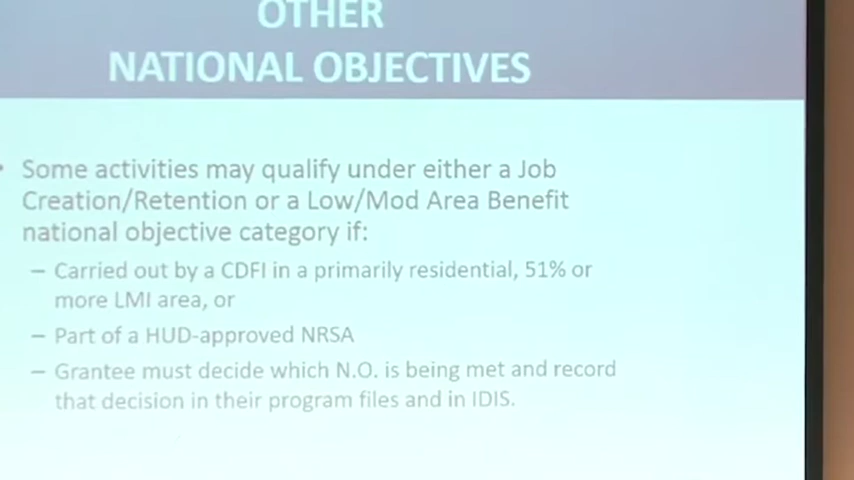 OTHER
NATIONAL OBJECTIVES
• Some activities may qualify under either a Job
Creation/Retention or a Low/Mod Area Benefit
national objective category if:
– Carried out by a CDFI in a primarily residential, 51% or
more LMI area, or
– Part of a HUD-approved NRSA
– Grantee must decide which N.O. is being met and record
that decision in their program files and in IDIS.